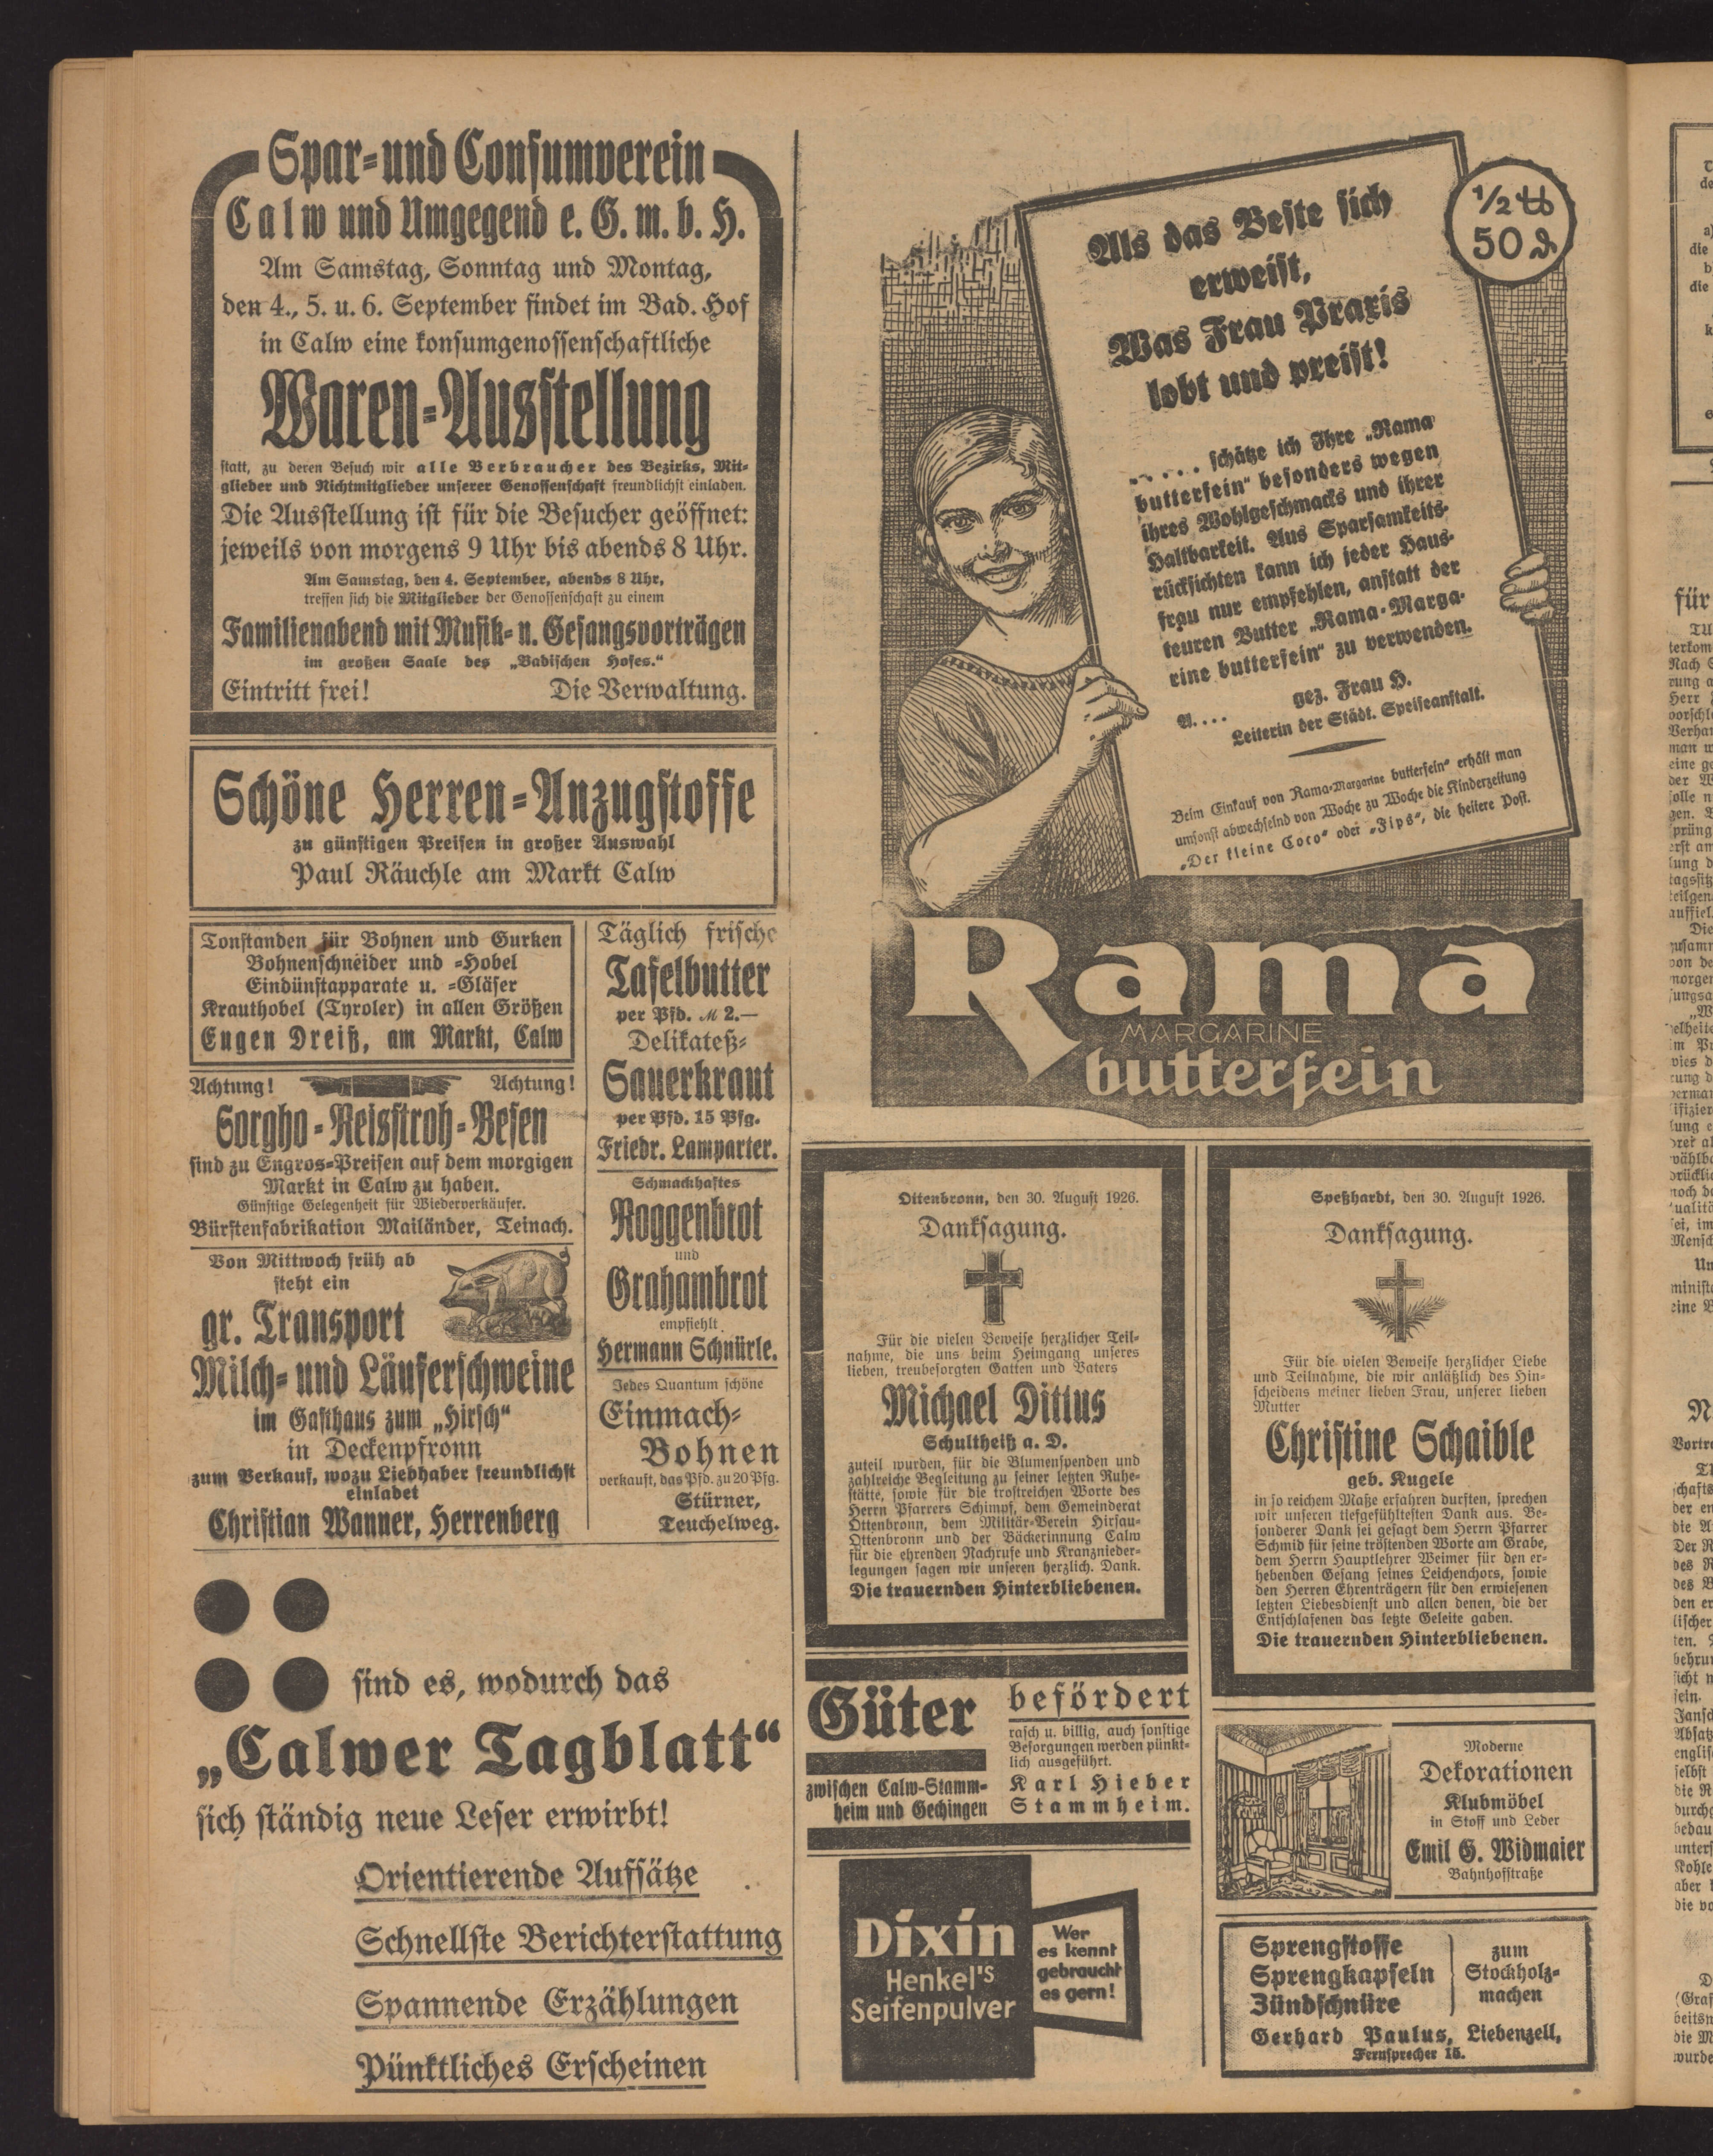 Spar- und Consumverein
Calw und Umgegend e. G. m. b. H.
Am Samstag, Sonntag und Montag,
den 4., 5. u. 6. September findet im Bad. Hof
in Calw eine konsumgenossenschaftliche
Waren-Ausstellung
statt, zu deren Besuch wir alle Verbraucher des Bezirks, Mit-
glieder und Nichtmitglieder unserer Genossenschaft freundlichst einladen.
Die Ausstellung ist für die Besucher geöffnet:
jeweils von morgens 9 Uhr bis abends 8 Uhr.
Am Samstag, den 4. September, abends 8 Uhr,
treffen sich die Mitglieder der Genossenschaft zu einem
Familienabend mit Musik- u. Gesangsvorträgen
im großen Saale des „Badischen Hofes.“
Eintritt frei! Die Verwaltung.
Schöne Herren-Anzugstoffe
zu günstigen Preisen in großer Auswahl
Paul Räuchle am Markt Calw
Tonstanden für Bohnen und Gurken
Bohnenschneider und -Hobel
Eindünstapparate u. -Gläser
Krauthobel (Tyroler) in allen Größen
Eugen Dreiß, am Markt, Calw
Achtung! Achtung!
Sorgho-Reisstroh-Besen
sind zu Engros-Preisen auf dem morgigen
Markt in Calw zu haben.
Günstige Gelegenheit für Wiederverkäufer.
Bürstenfabrikation Mailänder, Teinach.
Von Mittwoch früh ab
steht ein
gr. Transport
Milch- und Läuferschweine
im Gasthaus zum „Hirsch“
in Deckenpfronn
zum Verkauf, wozu Liebhaber freundlichst
einladet
Christian Wanner, Herrenberg
Täglich frische
Tafelbutter
per Pfd. M 2.—
Delikateß-
Sauerkraut
per Pfd. 15 Pfg.
Friedr. Lamparter.
Schmackhaftes
Roggenbrot
und
Grahambrot
empfiehlt
Hermann Schnürle.
Jedes Quantum schöne
Einmach-
Bohnen
verkauft, das Pfd. zu 20 Pfg.
Stürner,
Teuchelweg.
sind es, wodurch das
„Calwer Tagblatt“
sich ständig neue Leser erwirbt!
Orientierende Aufsätze
Schnellste Berichterstattung
Spannende Erzählungen
Pünktliches Erscheinen
1/2 ℔
50 ₰
Als das Beste sich
erweist,
Was Frau Praxis
lobt und preist!
. . . . . schätze ich Ihre „Rama
butterfein“ besonders wegen
ihres Wohlgeschmacks und ihrer
Haltbarkeit. Aus Sparsamkeits-
rücksichten kann ich jeder Haus-
frau nur empfehlen, anstatt der
teuren Butter „Rama-Marga-
rine butterfein“ zu verwenden.
gez. Frau H.
A. . . . Leiterin der Städt. Speiseanstalt.
Beim Einkauf von Rama-Margarine butterfein“ erhält man
umsonst abwechselnd von Woche zu Woche die Kinderzeitung
„Der kleine Coco“ oder „Fips“, die heitere Post.
Rama
MARGARINE
butterfein
Ottenbronn, den 30. August 1926.
Danksagung.
Für die vielen Beweise herzlicher Teil-
nahme, die uns beim Heimgang unseres
lieben, treubesorgten Gatten und Vaters
Michael Dittus
Schultheiß a. D.
zuteil wurden, für die Blumenspenden und
zahlreiche Begleitung zu seiner letzten Ruhe-
stätte, sowie für die trostreichen Worte des
Herrn Pfarrers Schimpf, dem Gemeinderat
Ottenbronn, dem Militär-Verein Hirsau-
Ottenbronn und der Bäckerinnung Calw
für die ehrenden Nachrufe und Kranznieder-
legungen sagen wir unseren herzlich. Dank.
Die trauernden Hinterbliebenen.
Speßhardt, den 30. August 1926.
Danksagung.
Für die vielen Beweise herzlicher Liebe
und Teilnahme, die wir anläßlich des Hin-
scheidens meiner lieben Frau, unserer lieben
Mutter
Christine Schaible
geb. Kugele
in so reichem Maße erfahren durften, sprechen
wir unseren tiefgefühltesten Dank aus. Be-
sonderer Dank sei gesagt dem Herrn Pfarrer
Schmid für seine tröstenden Worte am Grabe,
dem Herrn Hauptlehrer Weimer für den er-
hebenden Gesang seines Leichenchors, sowie
den Herren Ehrenträgern für den erwiesenen
letzten Liebesdienst und allen denen, die der
Entschlafenen das letzte Geleite gaben.
Die trauernden Hinterbliebenen.
Güter
zwischen Calw-Stamm-
heim und Gechingen
befördert
rasch u. billig, auch sonstige
Besorgungen werden pünkt-
lich ausgeführt.
Karl Hieber
Stammheim.
Dixin
Henkel's
Seifenpulver
Wer
es kennt
gebraucht
es gern!
Moderne
Dekorationen
Klubmöbel
in Stoff und Leder
Emil G. Widmaier
Bahnhofstraße
Sprengstoffe
Sprengkapseln
Zündschnüre
zum
Stockholz-
machen
Gerhard Paulus, Liebenzell,
Fernsprecher 15.